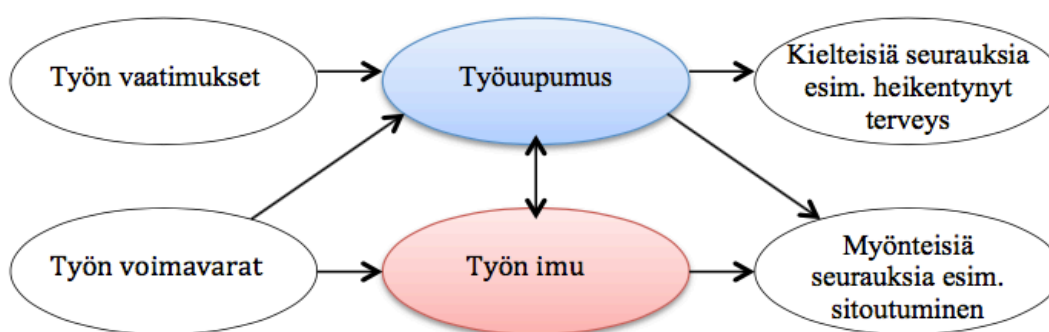 Työn vaatimukset
Työuupumus
Kielteisiä seurauksia
esim. heikentynyt
terveys
Työn voimavarat
Työn imu
Myönteisiä
seurauksia esim.
sitoutuminen